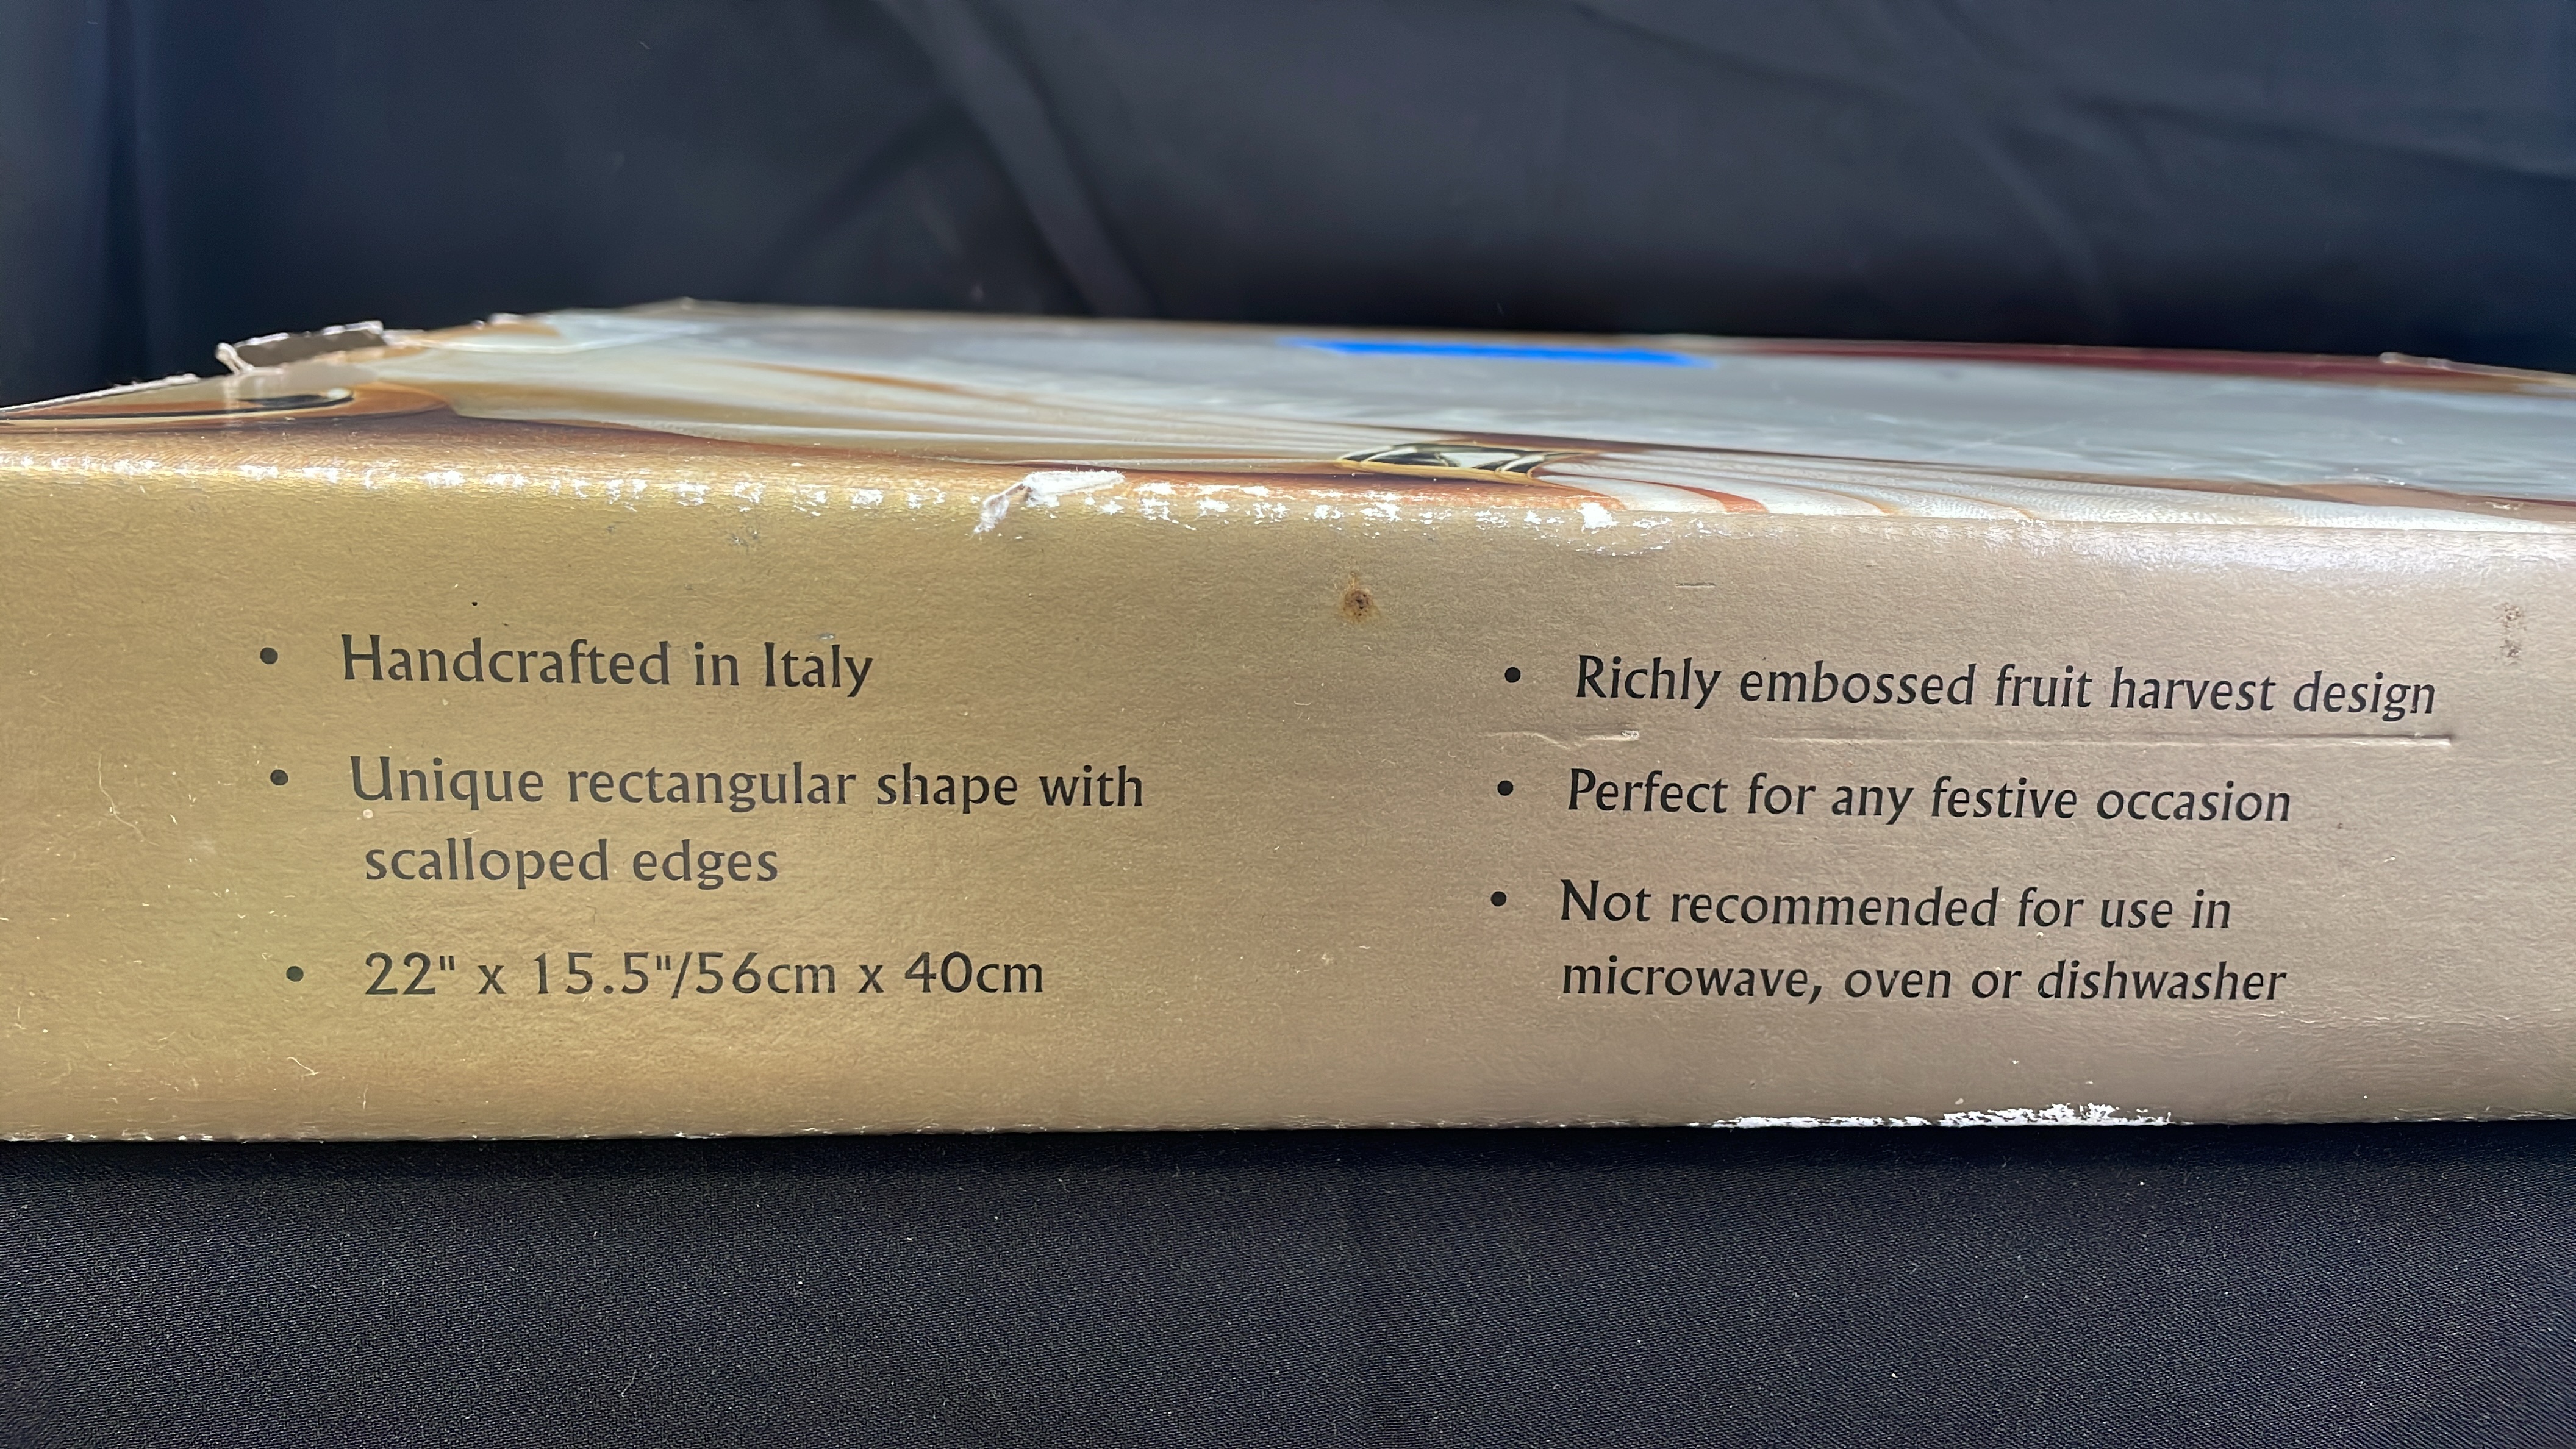 • Handcrafted in Italy
• Unique rectangular shape with
scalloped edges
• 22" x 15.5"/56cm x 40cm
• Richly embossed fruit harvest design
• Perfect for any festive occasion
• Not recommended for use in
microwave, oven or dishwasher